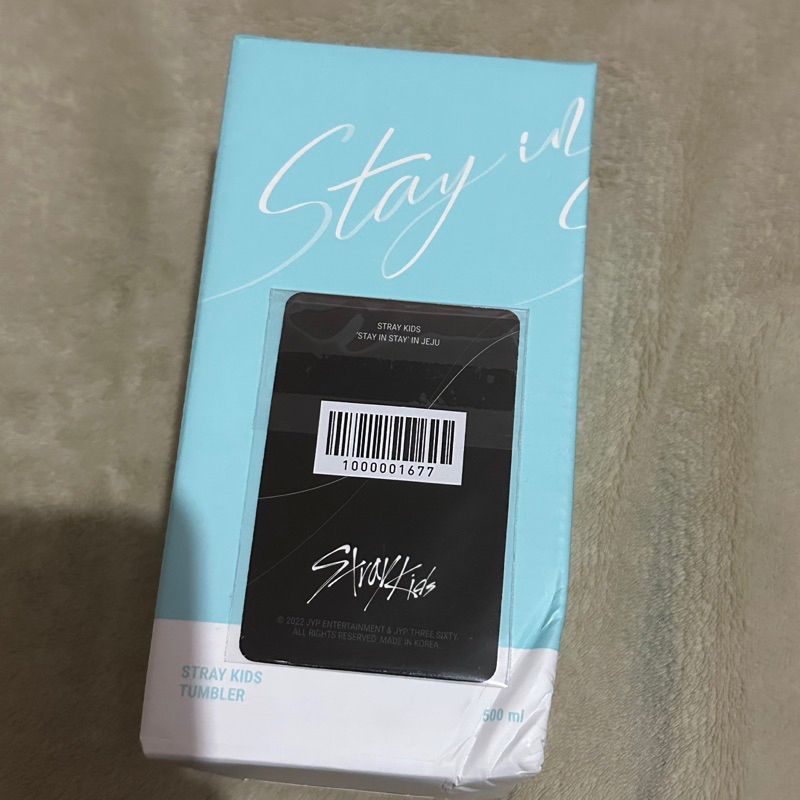 Stay in
STRAY KIDS
"STAY IN STAY' IN JEJU
1000001677
Stray Kids
© 2022 JYP ENTERTAINMENT & JYP THREE SIXTY.
ALL RIGHTS RESERVED. MADE IN KOREA
STRAY KIDS
TUMBLER
500 ml